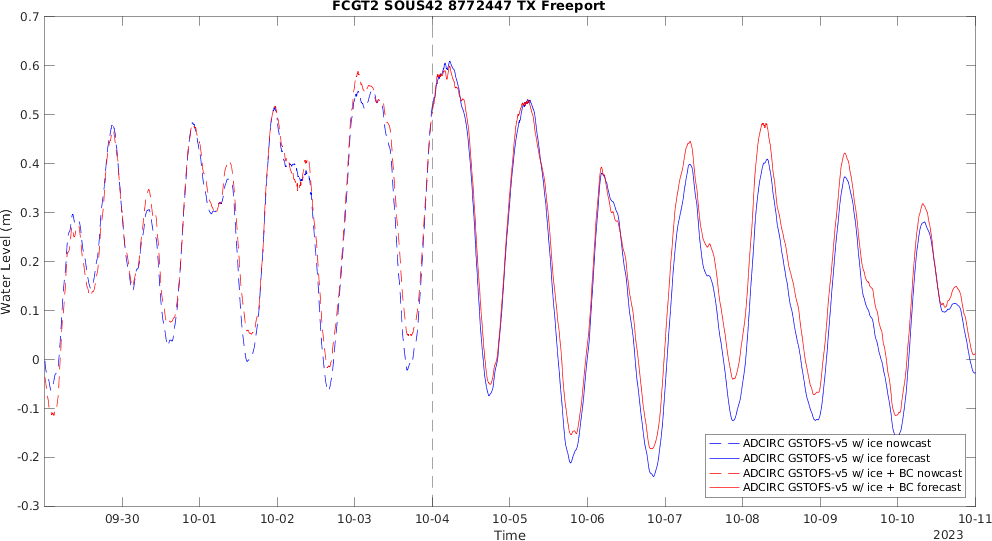 FCGT2 SOUS42 8772447 TX Freeport
Water Level (m)
0.7
0.6
0.5
0.4
0.3
0.2
0.1
0
-0.1
-0.2
-0.3
09-30 10-01 10-02 10-03 10-04 10-05 10-06 10-07 10-08 10-09 10-10 10-11
Time
2023
ADCIRC GSTOFS-v5 w/ ice nowcast
ADCIRC GSTOFS-v5 w/ ice forecast
ADCIRC GSTOFS-v5 w/ ice + BC nowcast
ADCIRC GSTOFS-v5 w/ ice + BC forecast